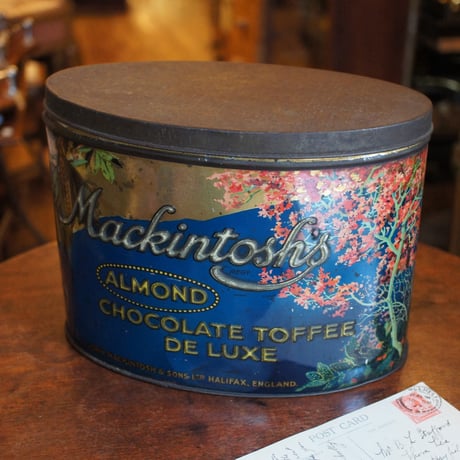 Mackintosh's
ALMOND
CHOCOLATE TOFFEE
DE LUXE
MACKINTOSH & SONS LTD HALIFAX, ENGLAND.
POST CARD